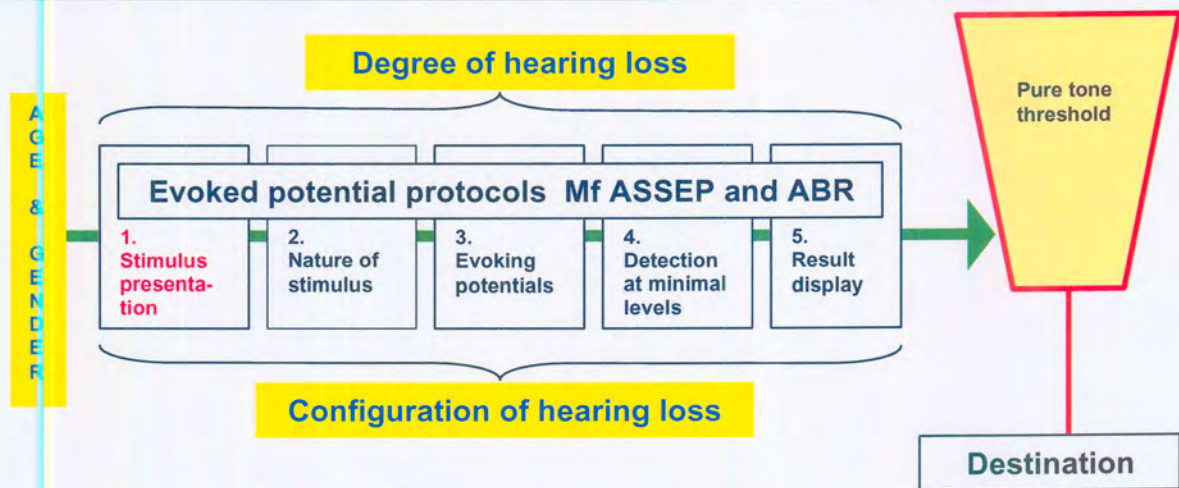 Degree of hearing loss
AGE & GENDER
Evoked potential protocols Mf ASSEP and ABR
1.
Stimulus
presenta-
tion
2.
Nature of
stimulus
3.
Evoking
potentials
4.
Detection
at minimal
levels
5.
Result
display
Configuration of hearing loss
Pure tone
threshold
Destination